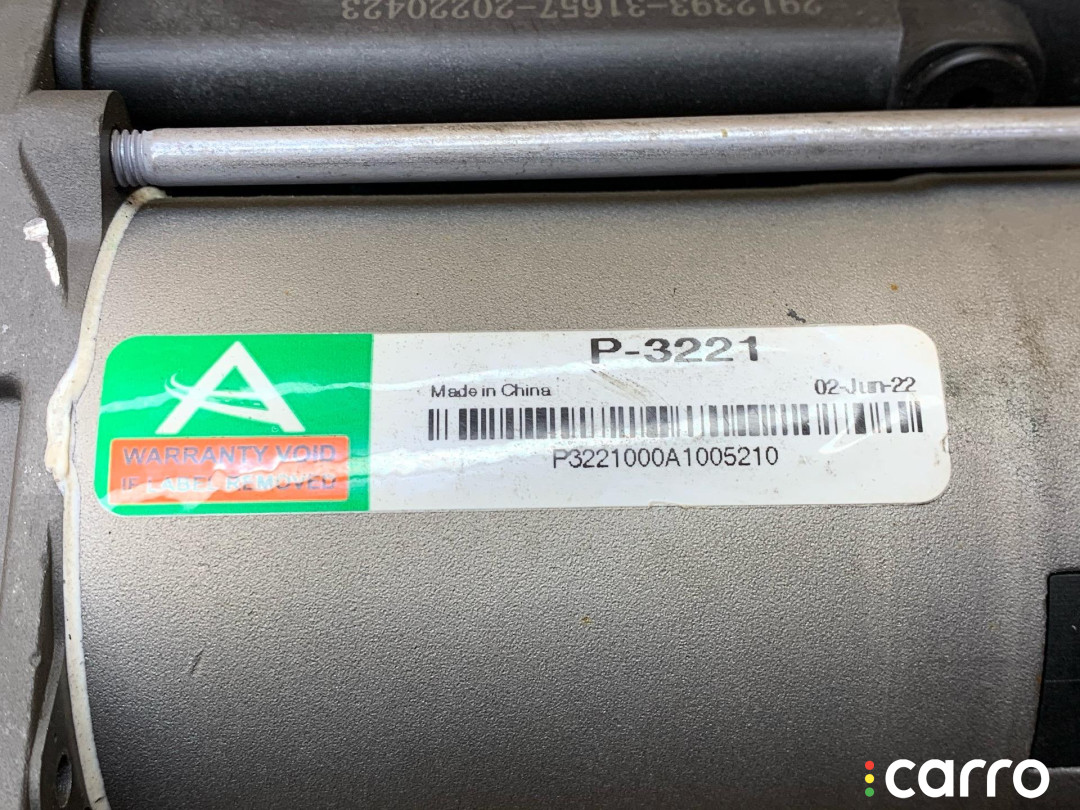 2912393-31657-20220423
P-3221
Made in China
02-Jun-22
P3221000A1005210
A
WARRANTY VOID
IF LABEL REMOVED
carro